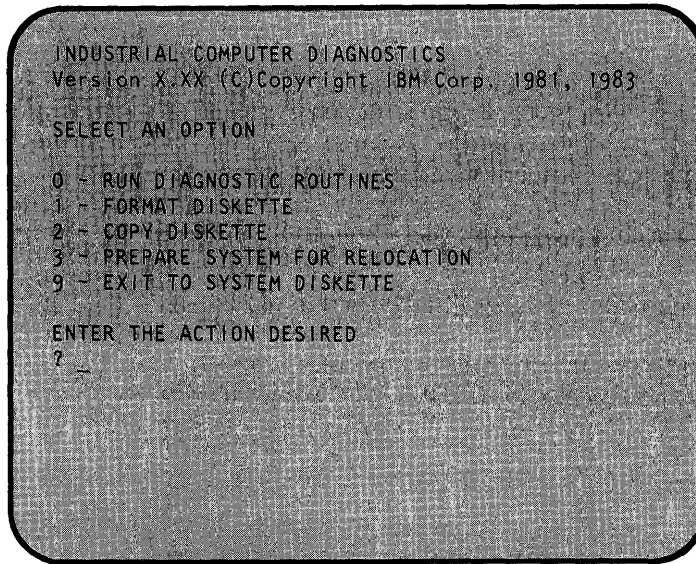 INDUSTRIAL COMPUTER DIAGNOSTICS
Version X.XX (C)Copyright IBM Corp. 1981, 1983
SELECT AN OPTION
0 - RUN DIAGNOSTIC ROUTINES
1 - FORMAT DISKETTE
2 - COPY DISKETTE
3 - PREPARE SYSTEM FOR RELOCATION
9 - EXIT TO SYSTEM DISKETTE
ENTER THE ACTION DESIRED
? _